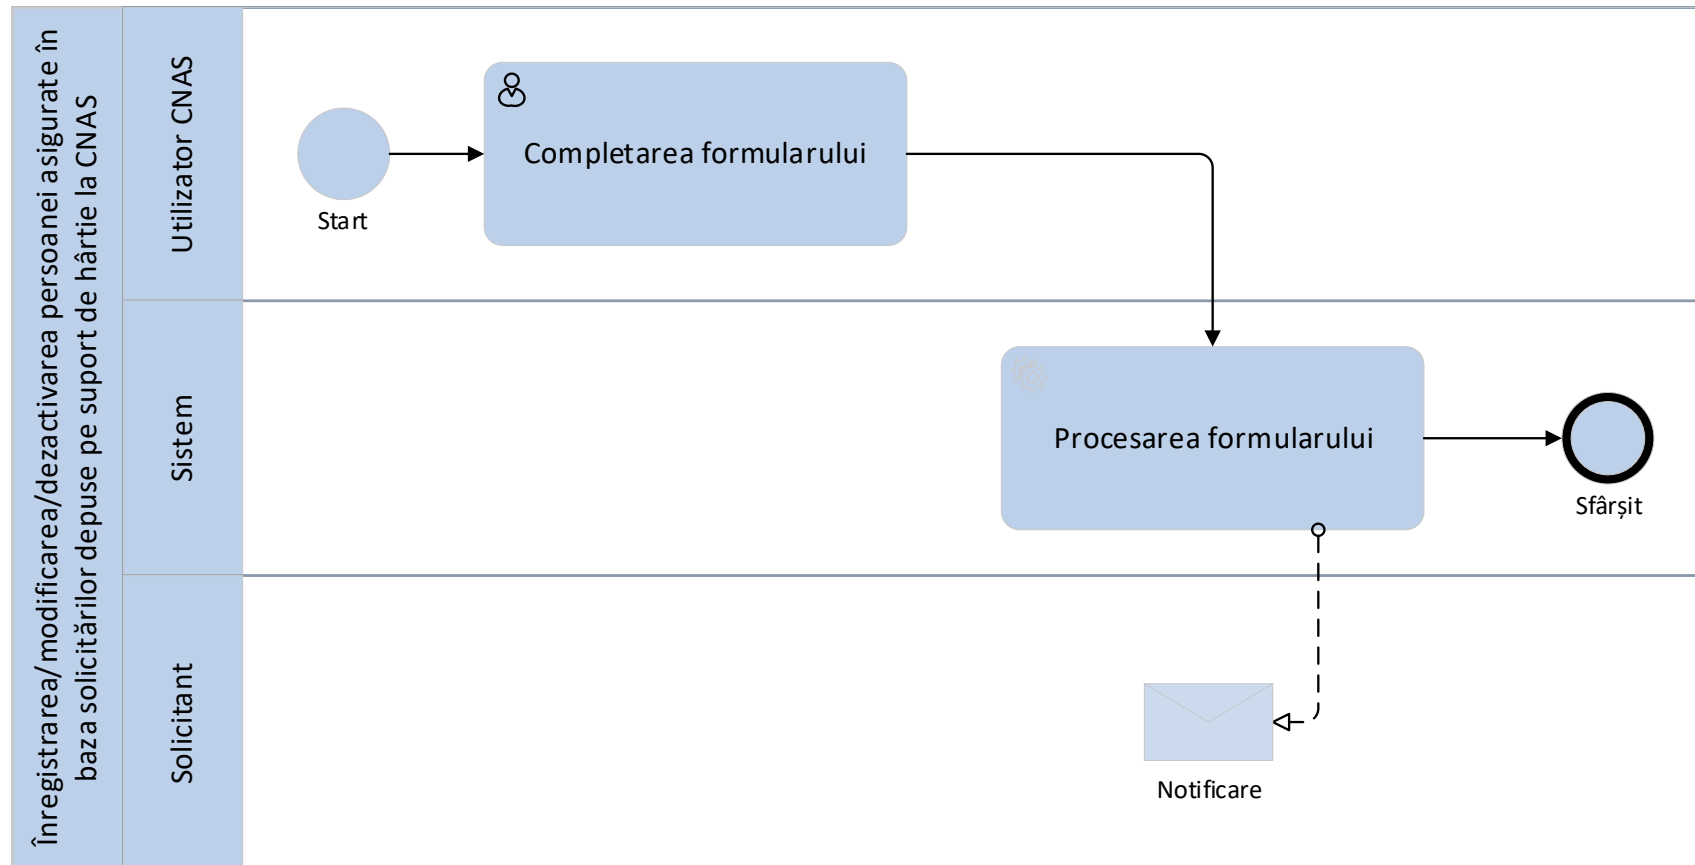 Înregistrarea/modificarea/dezactivarea persoanei asigurate în
baza solicitărilor depuse pe suport de hârtie la CNAS
Utilizator CNAS
Start
Completarea formularului
Sistem
Procesarea formularului
Sfârșit
Solicitant
Notificare